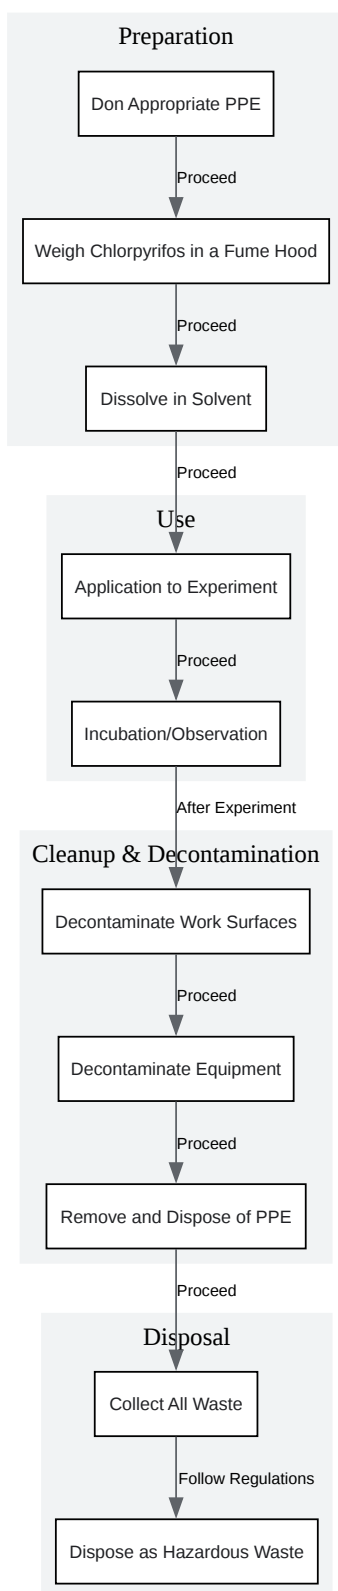 Preparation
Don Appropriate PPE
Proceed
Weigh Chlorpyrifos in a Fume Hood
Proceed
Dissolve in Solvent
Proceed
Use
Application to Experiment
Proceed
Incubation/Observation
After Experiment
Cleanup & Decontamination
Decontaminate Work Surfaces
Proceed
Decontaminate Equipment
Proceed
Remove and Dispose of PPE
Proceed
Disposal
Collect All Waste
Follow Regulations
Dispose as Hazardous Waste